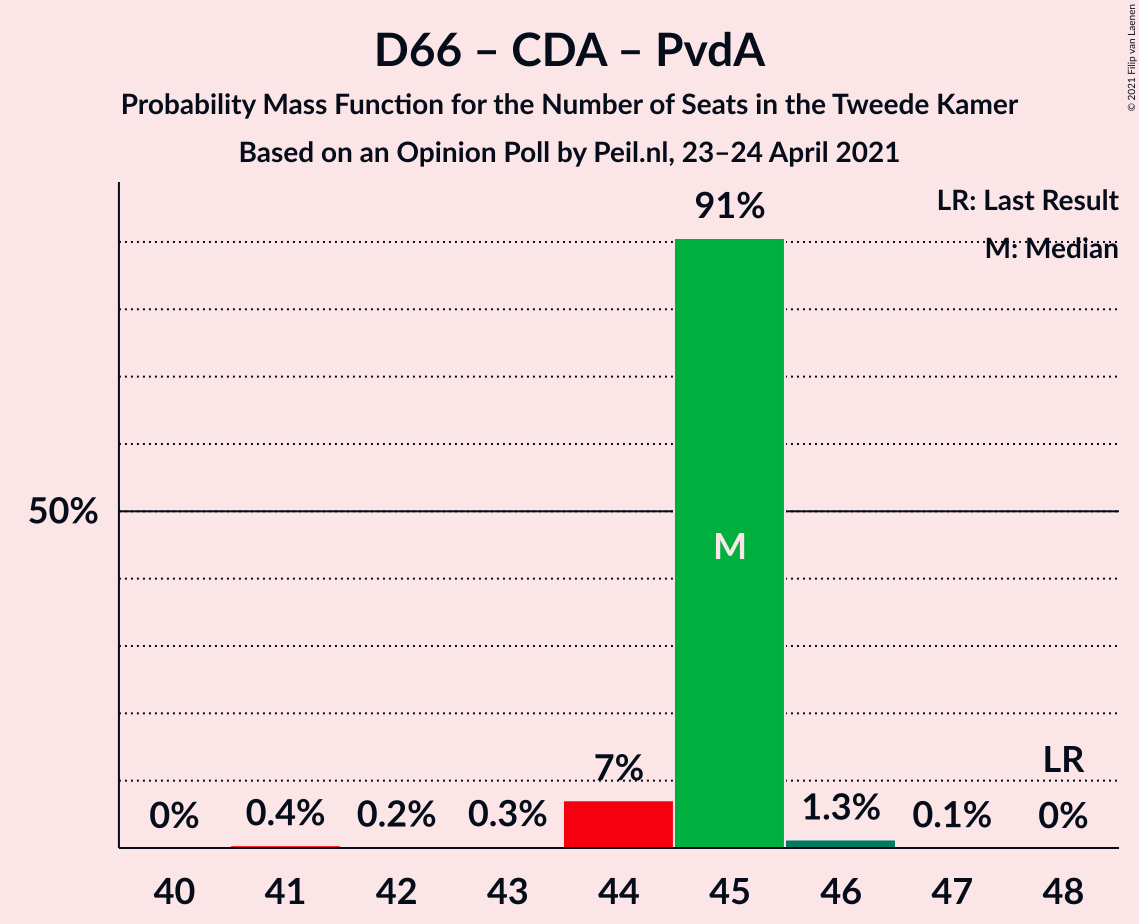 D66 – CDA – PvdA
Probability Mass Function for the Number of Seats in the Tweede Kamer
Based on an Opinion Poll by Peil.nl, 23–24 April 2021
© 2021 Filip van Laenen
LR: Last Result
M: Median
91%
50%
M
7%
LR
0%
0.4%
0.2%
0.3%
1.3%
0.1%
0%
40 41 42 43 44 45 46 47 48